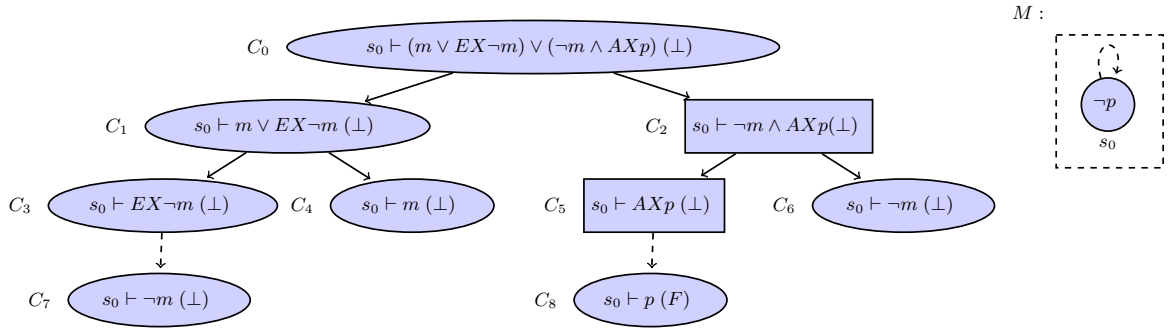 M :
C₀ s₀ ⊢ (m ∨ EX¬m) ∨ (¬m ∧ AXp) (⊥)
¬p
s₀
C₁ s₀ ⊢ m ∨ EX¬m (⊥)
C₂ s₀ ⊢ ¬m ∧ AXp(⊥)
C₃ s₀ ⊢ EX¬m (⊥)
C₄ s₀ ⊢ m (⊥)
C₅ s₀ ⊢ AXp (⊥)
C₆ s₀ ⊢ ¬m (⊥)
C₇ s₀ ⊢ ¬m (⊥)
C₈ s₀ ⊢ p (F)